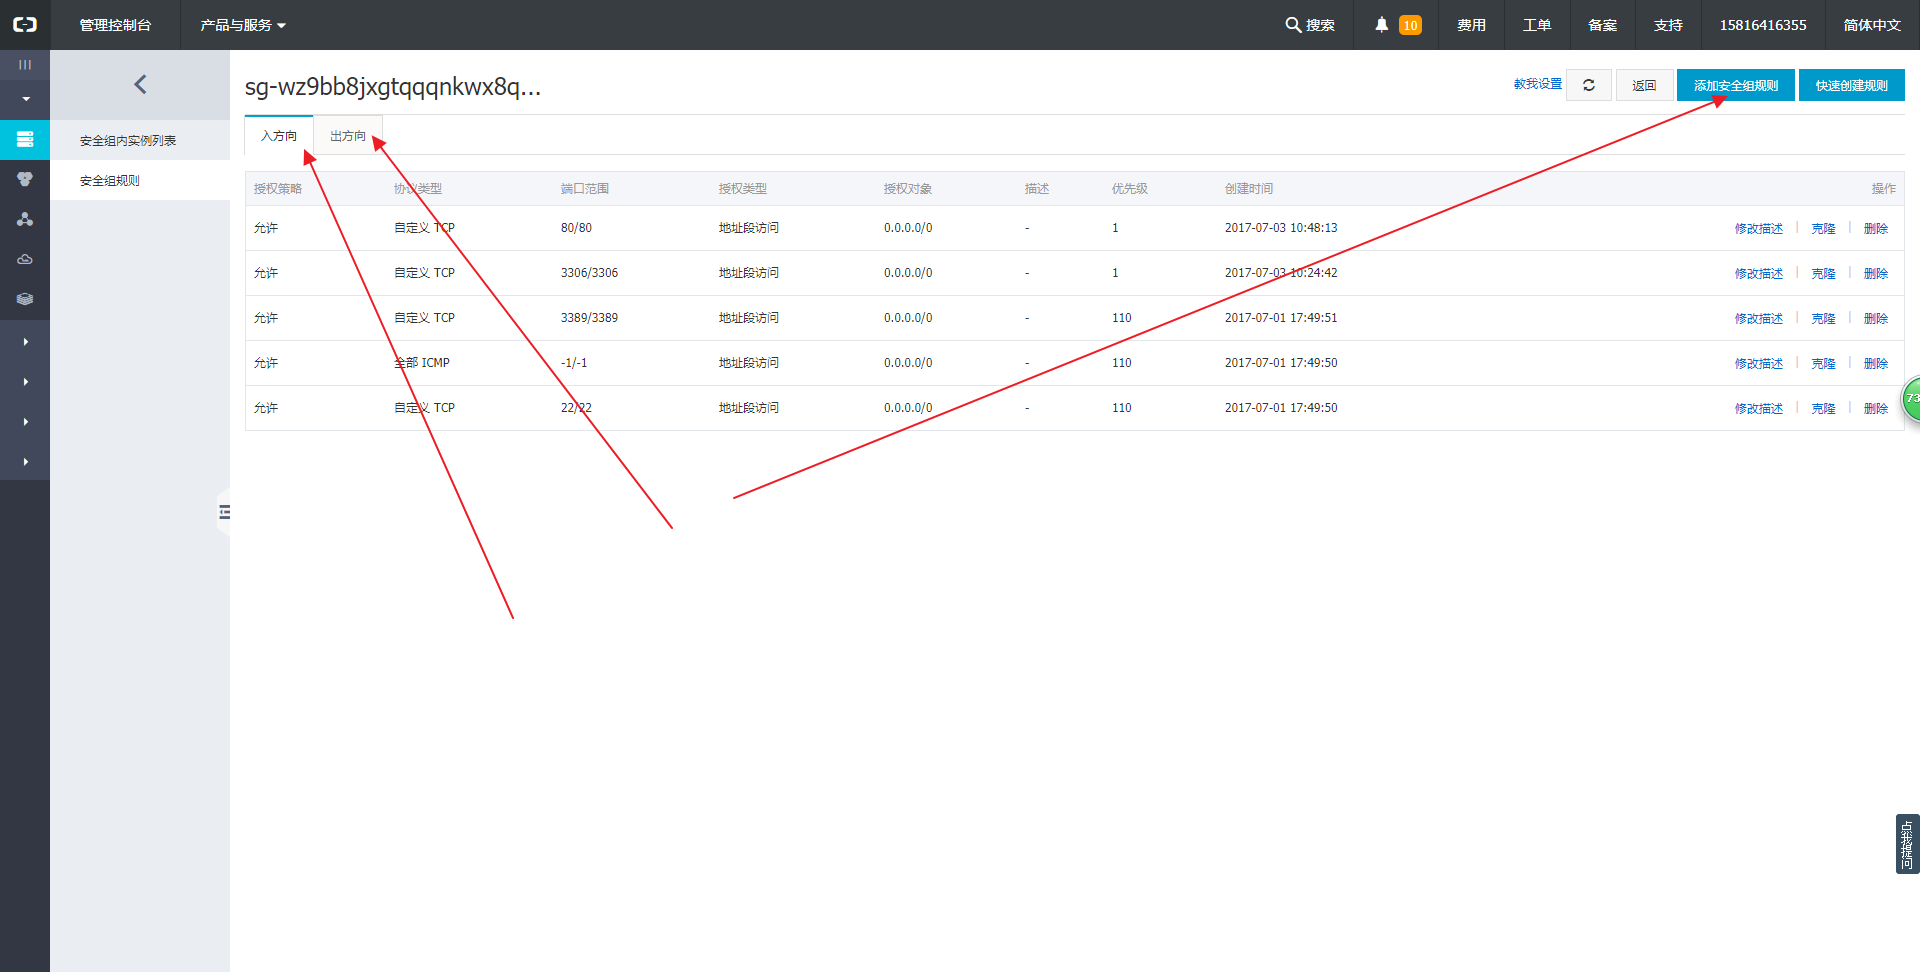 管理控制台 产品与服务 搜索 10 费用 工单 备案 支持 15816416355 简体中文
sg-wz9bb8jxgtqqqnkwx8q... 教我设置 返回 添加安全组规则 快速创建规则
安全组内实例列表
安全组规则
入方向 出方向
授权策略 协议类型 端口范围 授权类型 授权对象 描述 优先级 创建时间 操作
允许 自定义 TCP 80/80 地址段访问 0.0.0.0/0 - 1 2017-07-03 10:48:13 修改描述 | 克隆 | 删除
允许 自定义 TCP 3306/3306 地址段访问 0.0.0.0/0 - 1 2017-07-03 10:24:42 修改描述 | 克隆 | 删除
允许 自定义 TCP 3389/3389 地址段访问 0.0.0.0/0 - 110 2017-07-01 17:49:51 修改描述 | 克隆 | 删除
允许 全部 ICMP -1/-1 地址段访问 0.0.0.0/0 - 110 2017-07-01 17:49:50 修改描述 | 克隆 | 删除
允许 自定义 TCP 22/22 地址段访问 0.0.0.0/0 - 110 2017-07-01 17:49:50 修改描述 | 克隆 | 删除
73
点我提问